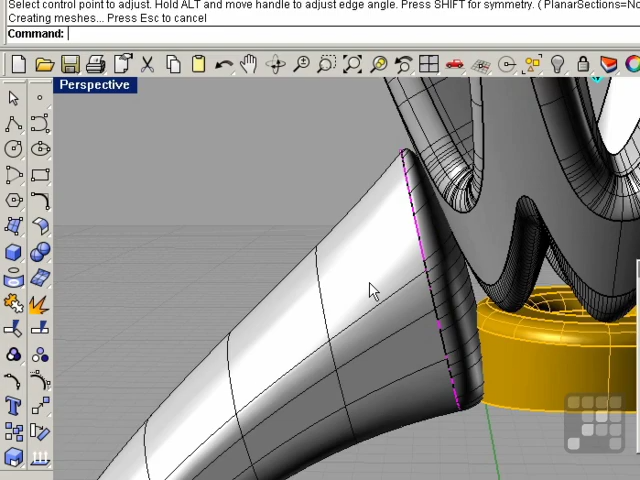 Select control point to adjust. Hold ALT and move handle to adjust edge angle. Press SHIFT for symmetry. ( PlanarSections=No
Creating meshes... Press Esc to cancel
Command:
Perspective